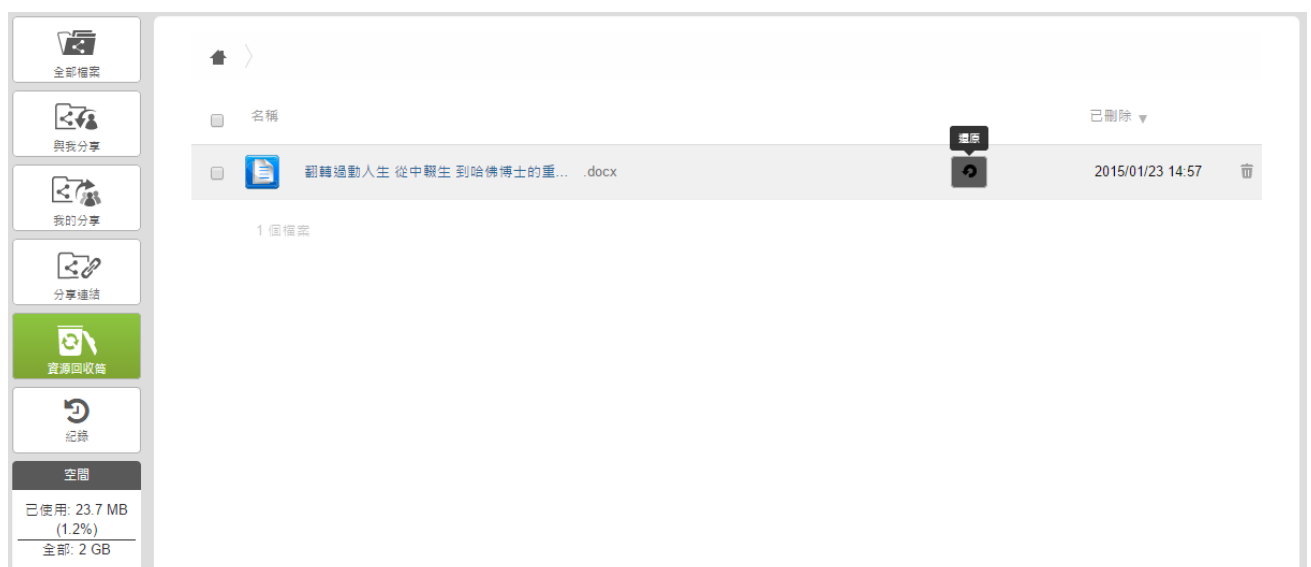 全部檔案
與我分享
我的分享
分享連結
資源回收筒
紀錄
空間
已使用: 23.7 MB
(1.2%)
全部: 2 GB
名稱
已刪除
還原
翻轉過動人生 從中輟生 到哈佛博士的重... .docx
2015/01/23 14:57
1 個檔案